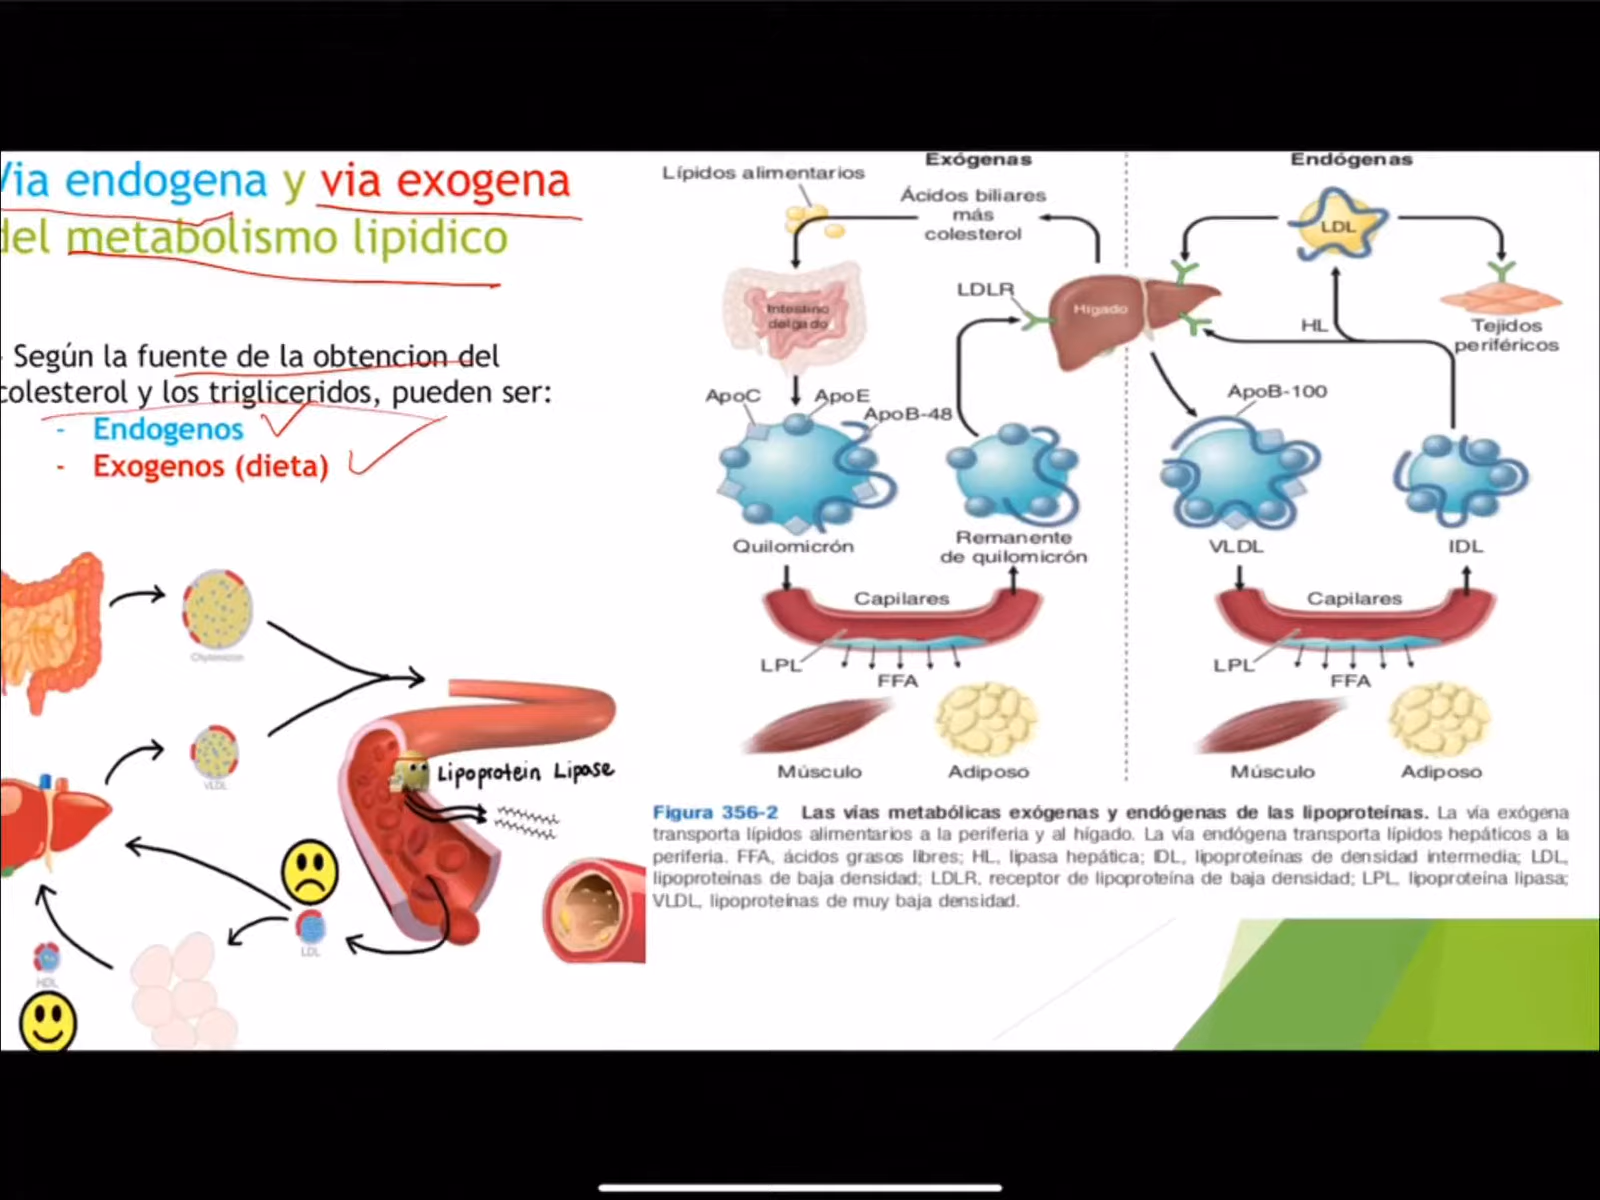 Via endogena y via exogena
del metabolismo lipidico
Según la fuente de la obtencion del
colesterol y los trigliceridos, pueden ser:
- Endogenos
- Exogenos (dieta)
Chylomicron
VLDL
Lipoprotein Lipase
LDL
HDL
Exógenas
Endógenas
Lípidos alimentarios
Ácidos biliares
más
colesterol
LDL
LDLR
Hígado
Intestino
delgado
HL
Tejidos
periféricos
ApoC
ApoE
ApoB-48
ApoB-100
Quilomicrón
Remanente
de quilomicrón
VLDL
IDL
Capilares
Capilares
LPL
FFA
LPL
FFA
Músculo
Adiposo
Músculo
Adiposo
Figura 356-2 Las vías metabólicas exógenas y endógenas de las lipoproteínas. La vía exógena
transporta lípidos alimentarios a la periferia y al hígado. La vía endógena transporta lípidos hepáticos a la
periferia. FFA, ácidos grasos libres; HL, lipasa hepática; IDL, lipoproteínas de densidad intermedia; LDL,
lipoproteínas de baja densidad; LDLR, receptor de lipoproteína de baja densidad; LPL, lipoproteína lipasa;
VLDL, lipoproteínas de muy baja densidad.